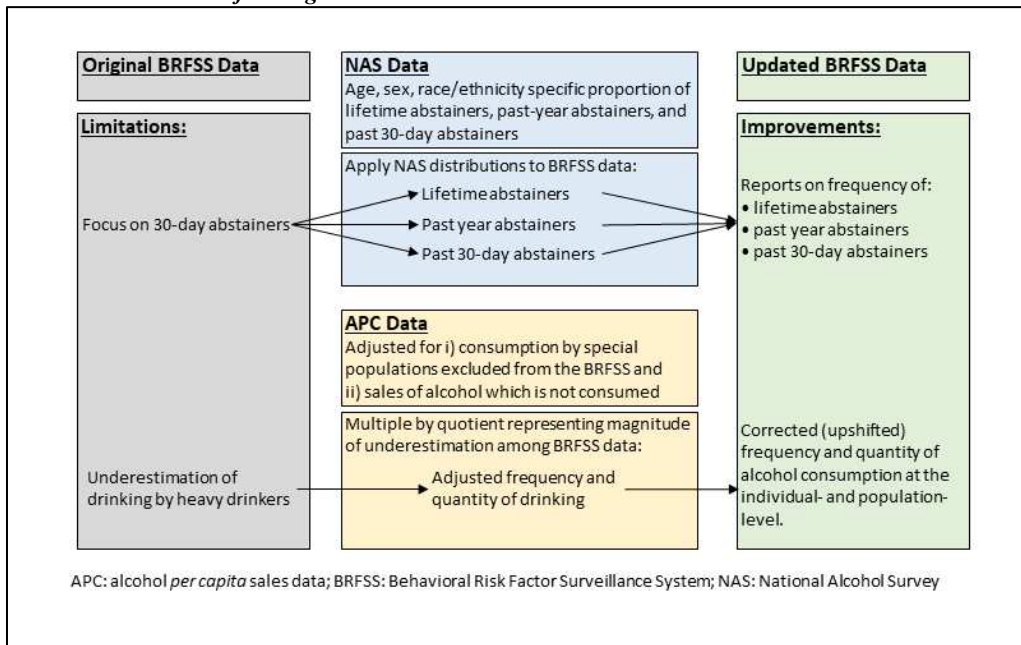 Original BRFSS Data
Limitations:
Focus on 30-day abstainers
Underestimation of
drinking by heavy drinkers
NAS Data
Age, sex, race/ethnicity specific proportion of
lifetime abstainers, past-year abstainers, and
past 30-day abstainers
Apply NAS distributions to BRFSS data:
Lifetime abstainers
Past year abstainers
Past 30-day abstainers
APC Data
Adjusted for i) consumption by special
populations excluded from the BRFSS and
ii) sales of alcohol which is not consumed
Multiple by quotient representing magnitude
of underestimation among BRFSS data:
Adjusted frequency and
quantity of drinking
Updated BRFSS Data
Improvements:
Reports on frequency of:
• lifetime abstainers
• past year abstainers
• past 30-day abstainers
Corrected (upshifted)
frequency and quantity of
alcohol consumption at the
individual- and population-
level.
APC: alcohol per capita sales data; BRFSS: Behavioral Risk Factor Surveillance System; NAS: National Alcohol Survey